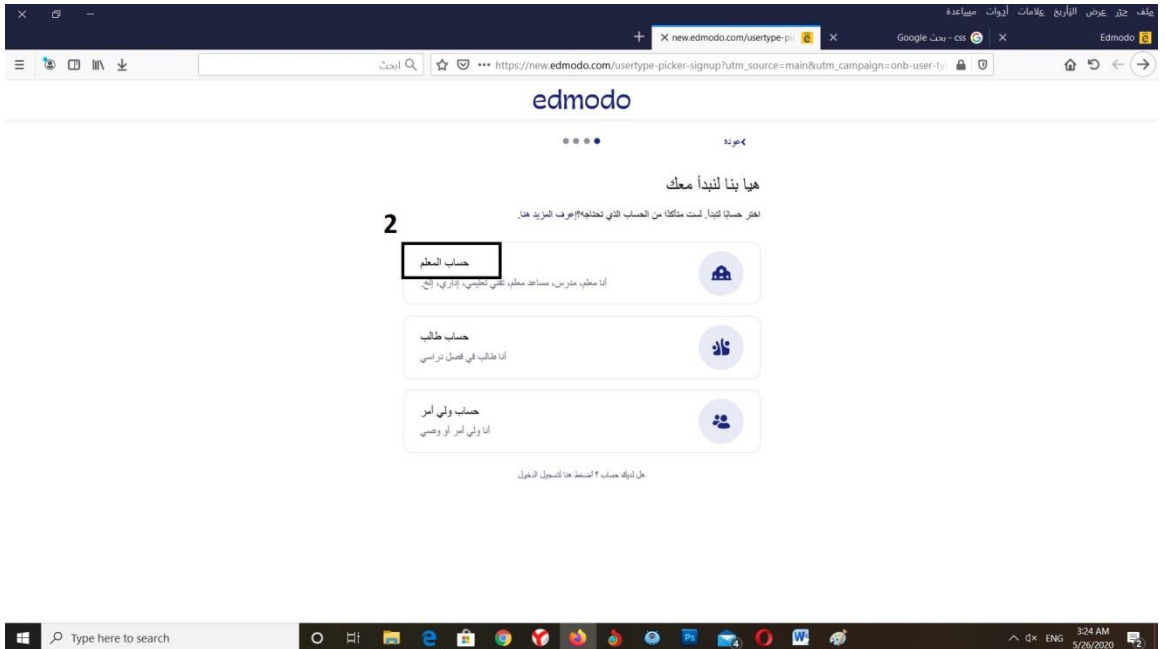 ملف تحرير عرض التأريخ علامات أدوات مساعدة
Edmodo
css - بحث Google
new.edmodo.com/usertype-pi
https://new.edmodo.com/usertype-picker-signup?utm_source=main&utm_campaign=onb-user-ty
ابحث
edmodo
عودة
هيا بنا لنبدأ معك
اختر حسابًا لتبدأ. لست متأكدًا من الحساب الذي تحتاجه؟إعرف المزيد هنا.
2
حساب المعلم
أنا معلم، مدرس، مساعد معلم، تقني تعليمي، إداري، إلخ.
حساب طالب
أنا طالب في فصل دراسي
حساب ولي أمر
أنا ولي أمر أو وصي
هل لديك حساب ؟ أضغط هنا لتسجيل الدخول
Type here to search
ENG
3:24 AM
5/26/2020